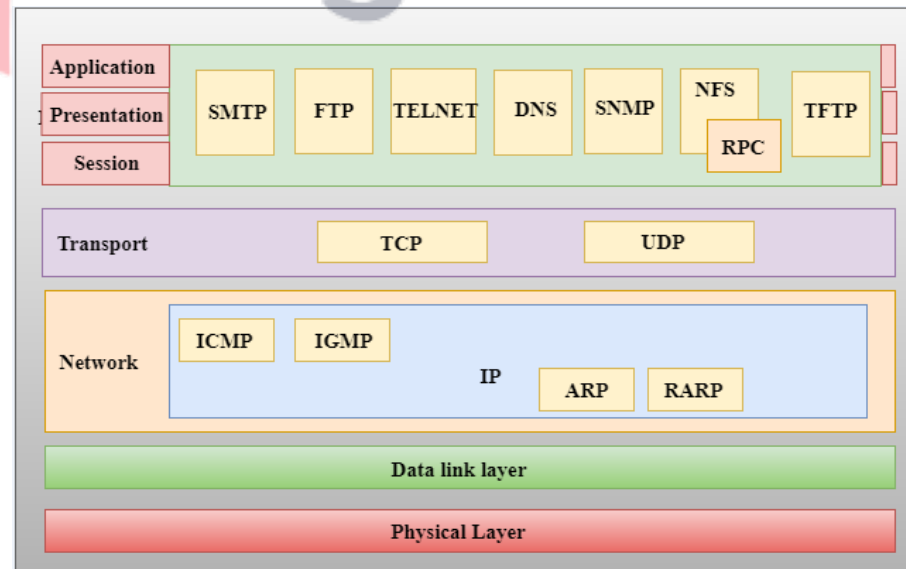 Application
Presentation
Session
SMTP
FTP
TELNET
DNS
SNMP
NFS
RPC
TFTP
Transport
TCP
UDP
Network
ICMP
IGMP
IP
ARP
RARP
Data link layer
Physical Layer